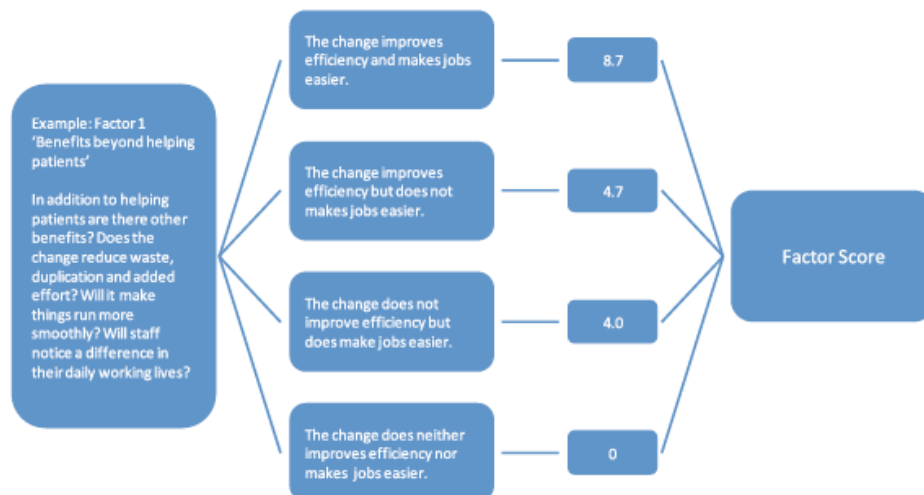 Example: Factor 1
‘Benefits beyond helping
patients’
In addition to helping
patients are there other
benefits? Does the
change reduce waste,
duplication and added
effort? Will it make
things run more
smoothly? Will staff
notice a difference in
their daily working lives?
The change improves
efficiency and makes jobs
easier.
8.7
The change improves
efficiency but does not
makes jobs easier.
4.7
The change does not
improve efficiency but
does make jobs easier.
4.0
The change does neither
improves efficiency nor
makes jobs easier.
0
Factor Score